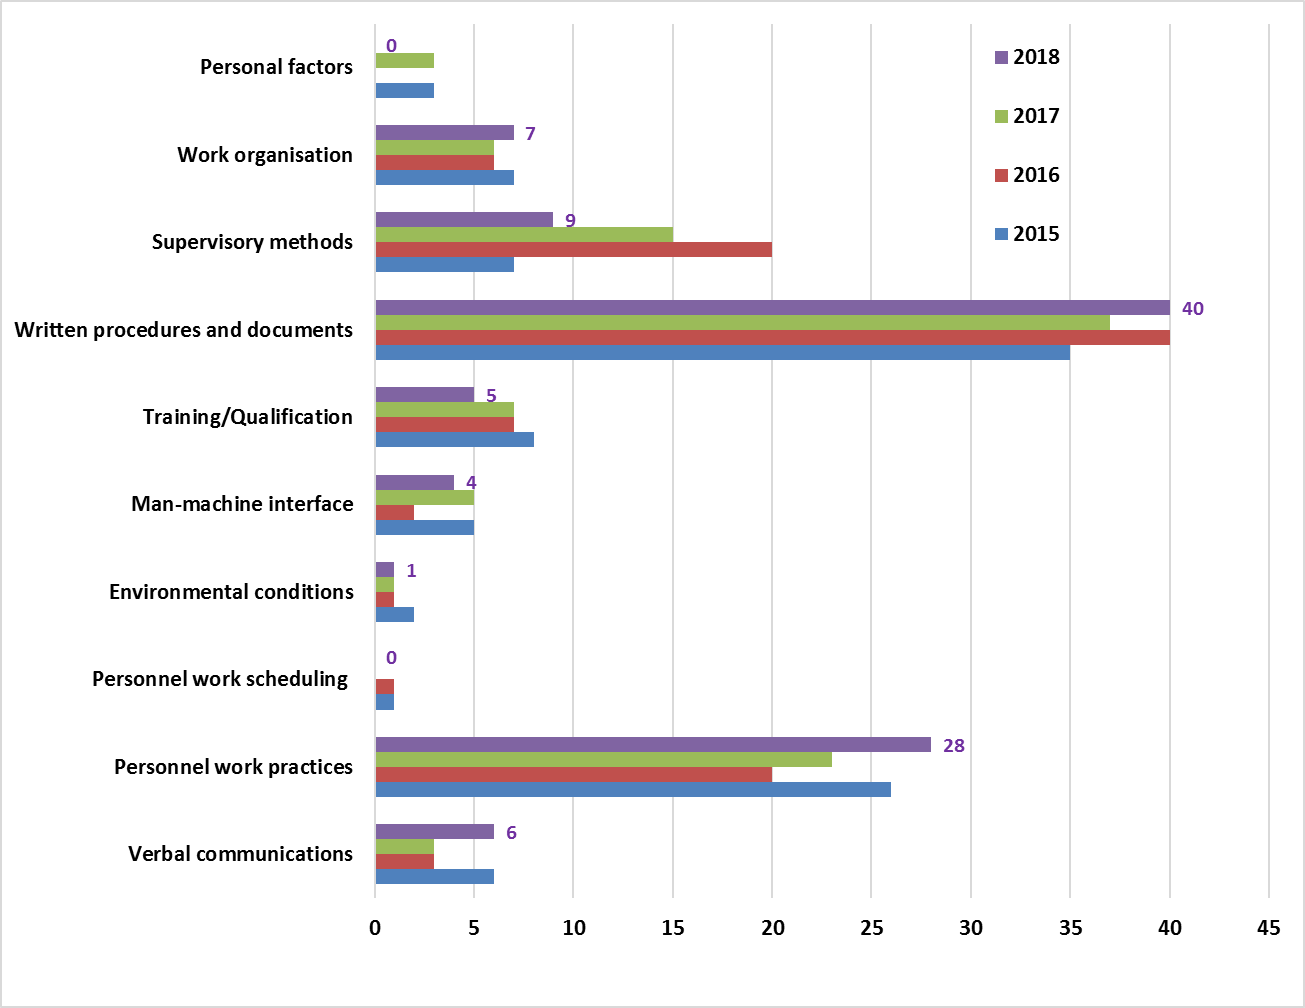 0
Personal factors
2018
2017
2016
2015
7
Work organisation
9
Supervisory methods
40
Written procedures and documents
5
Training/Qualification
4
Man-machine interface
1
Environmental conditions
0
Personnel work scheduling
28
Personnel work practices
6
Verbal communications
0 5 10 15 20 25 30 35 40 45